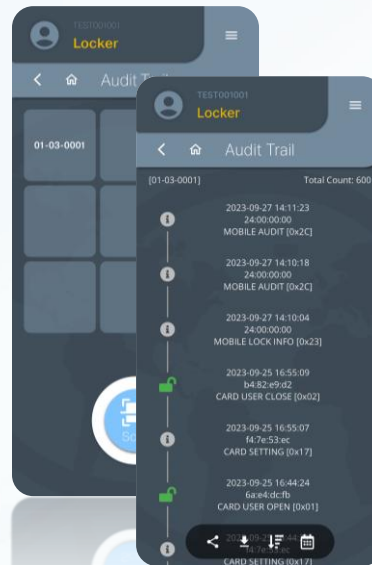 TEST001001
Locker
Audit
01-03-0001
TEST001001
Locker
Audit Trail
[01-03-0001] Total Count: 600
2023-09-27 14:11:23
24:00:00:00
MOBILE AUDIT [0x2C]
2023-09-27 14:10:18
24:00:00:00
MOBILE AUDIT [0x2C]
2023-09-27 14:10:04
24:00:00:00
MOBILE LOCK INFO [0x23]
2023-09-25 16:55:09
b4:82:e9:d2
CARD USER CLOSE [0x02]
2023-09-25 16:55:07
f4:7e:53:ec
CARD SETTING [0x17]
2023-09-25 16:44:24
6a:e4:dc:fb
CARD USER OPEN [0x01]
f4:7e:53:ec
CARD SETTING [0x17]